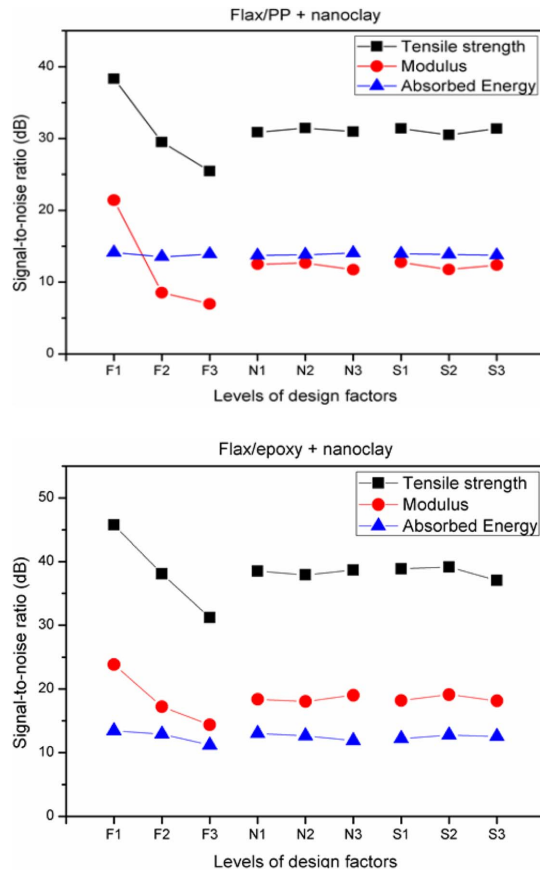 Flax/PP + nanoclay
Tensile strength
Modulus
Absorbed Energy
Signal-to-noise ratio (dB)
40
30
20
10
0
F1 F2 F3 N1 N2 N3 S1 S2 S3
Levels of design factors
Flax/epoxy + nanoclay
Tensile strength
Modulus
Absorbed Energy
Signal-to-noise ratio (dB)
50
40
30
20
10
0
F1 F2 F3 N1 N2 N3 S1 S2 S3
Levels of design factors